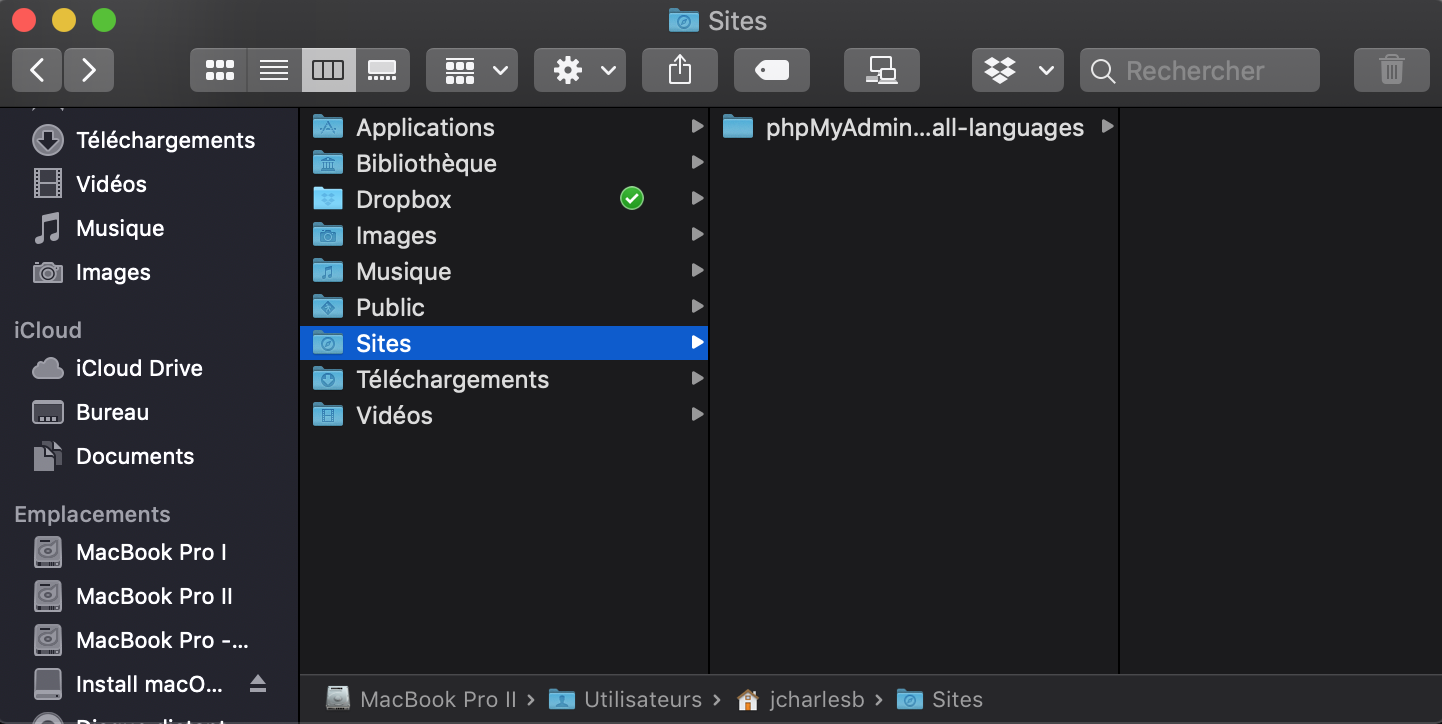 Sites
Rechercher
Téléchargements
Vidéos
Musique
Images
iCloud
iCloud Drive
Bureau
Documents
Emplacements
MacBook Pro I
MacBook Pro II
MacBook Pro -...
Install macO...
Disque distant
Applications
Bibliothèque
Dropbox
Images
Musique
Public
Sites
Téléchargements
Vidéos
phpMyAdmin...all-languages
MacBook Pro II › Utilisateurs › jcharlesb › Sites